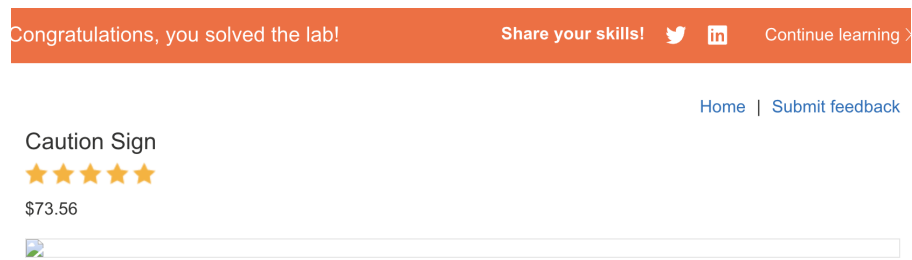 Congratulations, you solved the lab!
Share your skills!
Continue learning
Home | Submit feedback
Caution Sign
$73.56